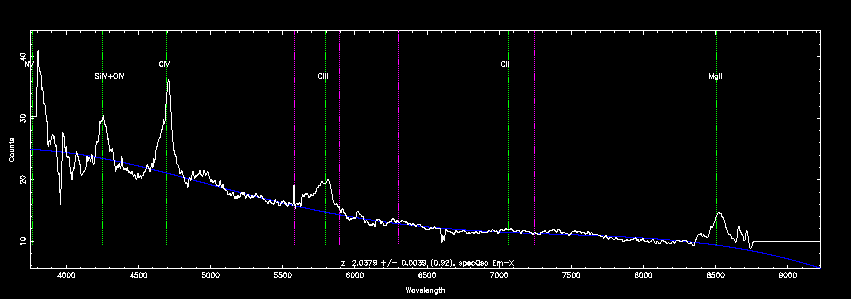 40
30
20
10
Counts
NV
SiIV+OIV
CIV
CIII
CII
MgII
z 2.0379 +/- 0.0039 (0.92), specQso Em-X
4000 4500 5000 5500 6000 6500 7000 7500 8000 8500 9000
Wavelength